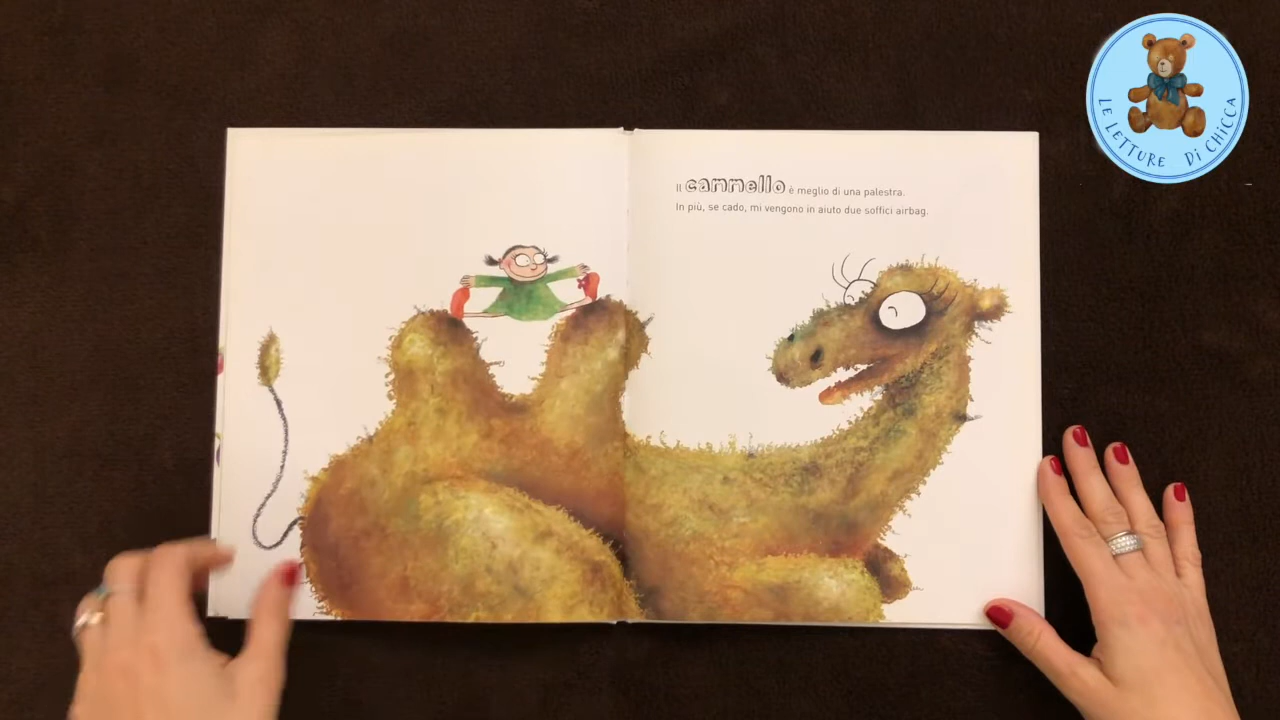 Il cammello è meglio di una palestra.
In più, se cado, mi vengono in aiuto due soffici airbag.
LE LETTURE Di CHiCCA